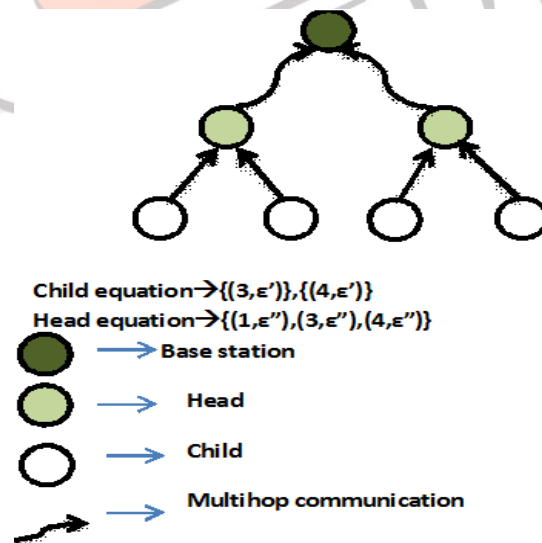 Child equation→{(3,ε’)},{(4,ε’)}
Head equation→{(1,ε”),(3,ε”),(4,ε”)}
Base station
Head
Child
Multihop communication